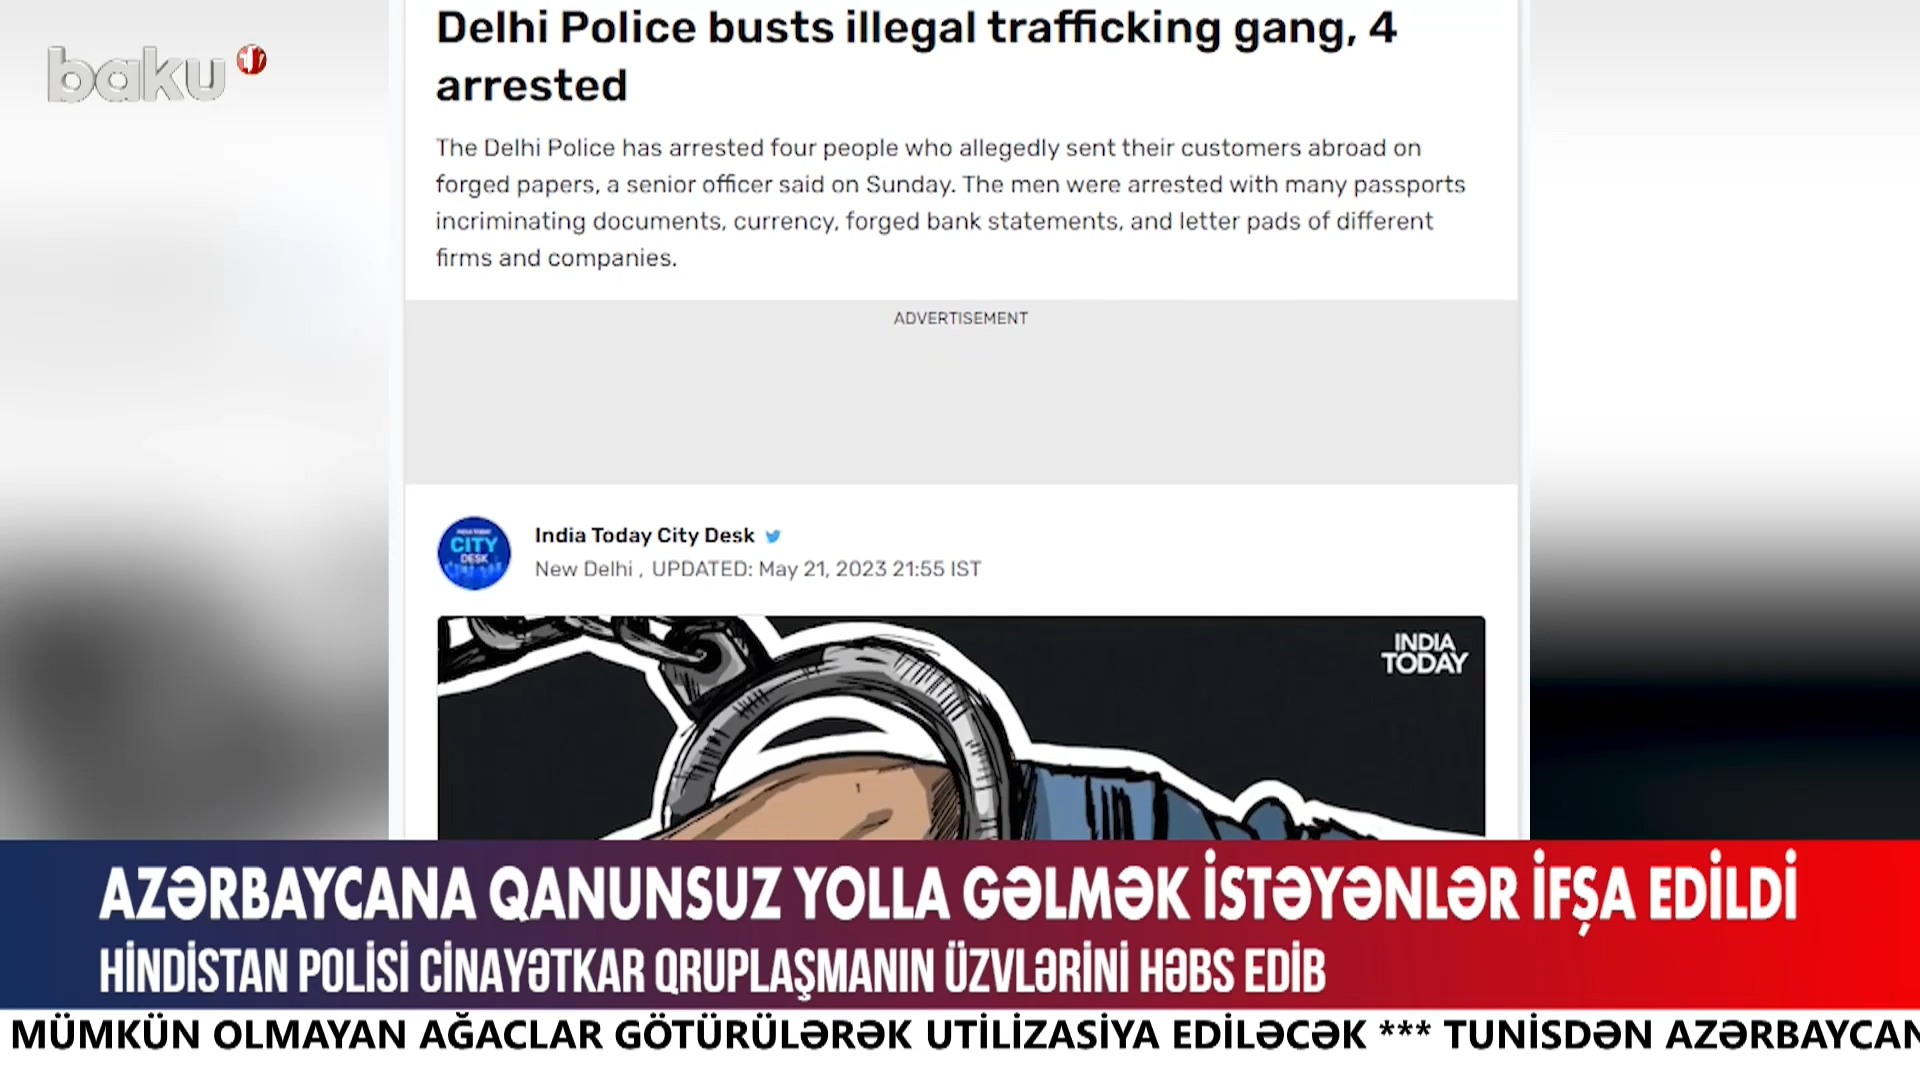 Delhi Police busts illegal trafficking gang, 4
arrested
baku
The Delhi Police has arrested four people who allegedly sent their customers abroad on
forged papers, a senior officer said on Sunday. The men were arrested with many passports
incriminating documents, currency, forged bank statements, and letter pads of different
firms and companies.
ADVERTISEMENT
CITY
DESK
India Today City Desk
New Delhi , UPDATED: May 21, 2023 21:55 IST
INDIA
TODAY
AZƏRBAYCANA QANUNSUZ YOLLA GƏLMƏK İSTƏYƏNLƏR İFŞA EDİLDİ
HİNDİSTAN POLİSİ CİNAYƏTKAR QRUPLAŞMANIN ÜZVLƏRİNİ HƏBS EDİB
MÜMKÜN OLMAYAN AĞACLAR GÖTÜRÜLƏRƏK UTİLİZASİYA EDİLƏCƏK *** TUNİSDƏN AZƏRBAYCAN